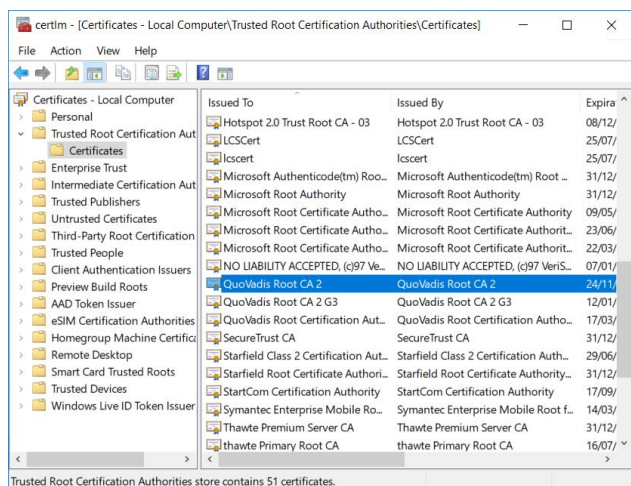 certlm - [Certificates - Local Computer\Trusted Root Certification Authorities\Certificates]
File Action View Help
Certificates - Local Computer
Personal
Trusted Root Certification Aut
Certificates
Enterprise Trust
Intermediate Certification Aut
Trusted Publishers
Untrusted Certificates
Third-Party Root Certification
Trusted People
Client Authentication Issuers
Preview Build Roots
AAD Token Issuer
eSIM Certification Authorities
Homegroup Machine Certifica
Remote Desktop
Smart Card Trusted Roots
Trusted Devices
Windows Live ID Token Issuer
Issued To Issued By Expira
Hotspot 2.0 Trust Root CA - 03 Hotspot 2.0 Trust Root CA - 03 08/12/
LCSCert LCSCert 25/07/
lcscert lcscert 25/07/
Microsoft Authenticode(tm) Roo... Microsoft Authenticode(tm) Root ... 31/12/
Microsoft Root Authority Microsoft Root Authority 31/12/
Microsoft Root Certificate Autho... Microsoft Root Certificate Authority 09/05/
Microsoft Root Certificate Autho... Microsoft Root Certificate Authorit... 23/06/
Microsoft Root Certificate Autho... Microsoft Root Certificate Authorit... 22/03/
NO LIABILITY ACCEPTED, (c)97 Ve... NO LIABILITY ACCEPTED, (c)97 VeriS... 07/01/
QuoVadis Root CA 2 QuoVadis Root CA 2 24/11/
QuoVadis Root CA 2 G3 QuoVadis Root CA 2 G3 12/01/
QuoVadis Root Certification Aut... QuoVadis Root Certification Autho... 17/03/
SecureTrust CA SecureTrust CA 31/12/
Starfield Class 2 Certification Aut... Starfield Class 2 Certification Auth... 29/06/
Starfield Root Certificate Authori... Starfield Root Certificate Authority... 31/12/
StartCom Certification Authority StartCom Certification Authority 17/09/
Symantec Enterprise Mobile Ro... Symantec Enterprise Mobile Root f... 14/03/
Thawte Premium Server CA Thawte Premium Server CA 31/12/
thawte Primary Root CA thawte Primary Root CA 16/07/
Trusted Root Certification Authorities store contains 51 certificates.